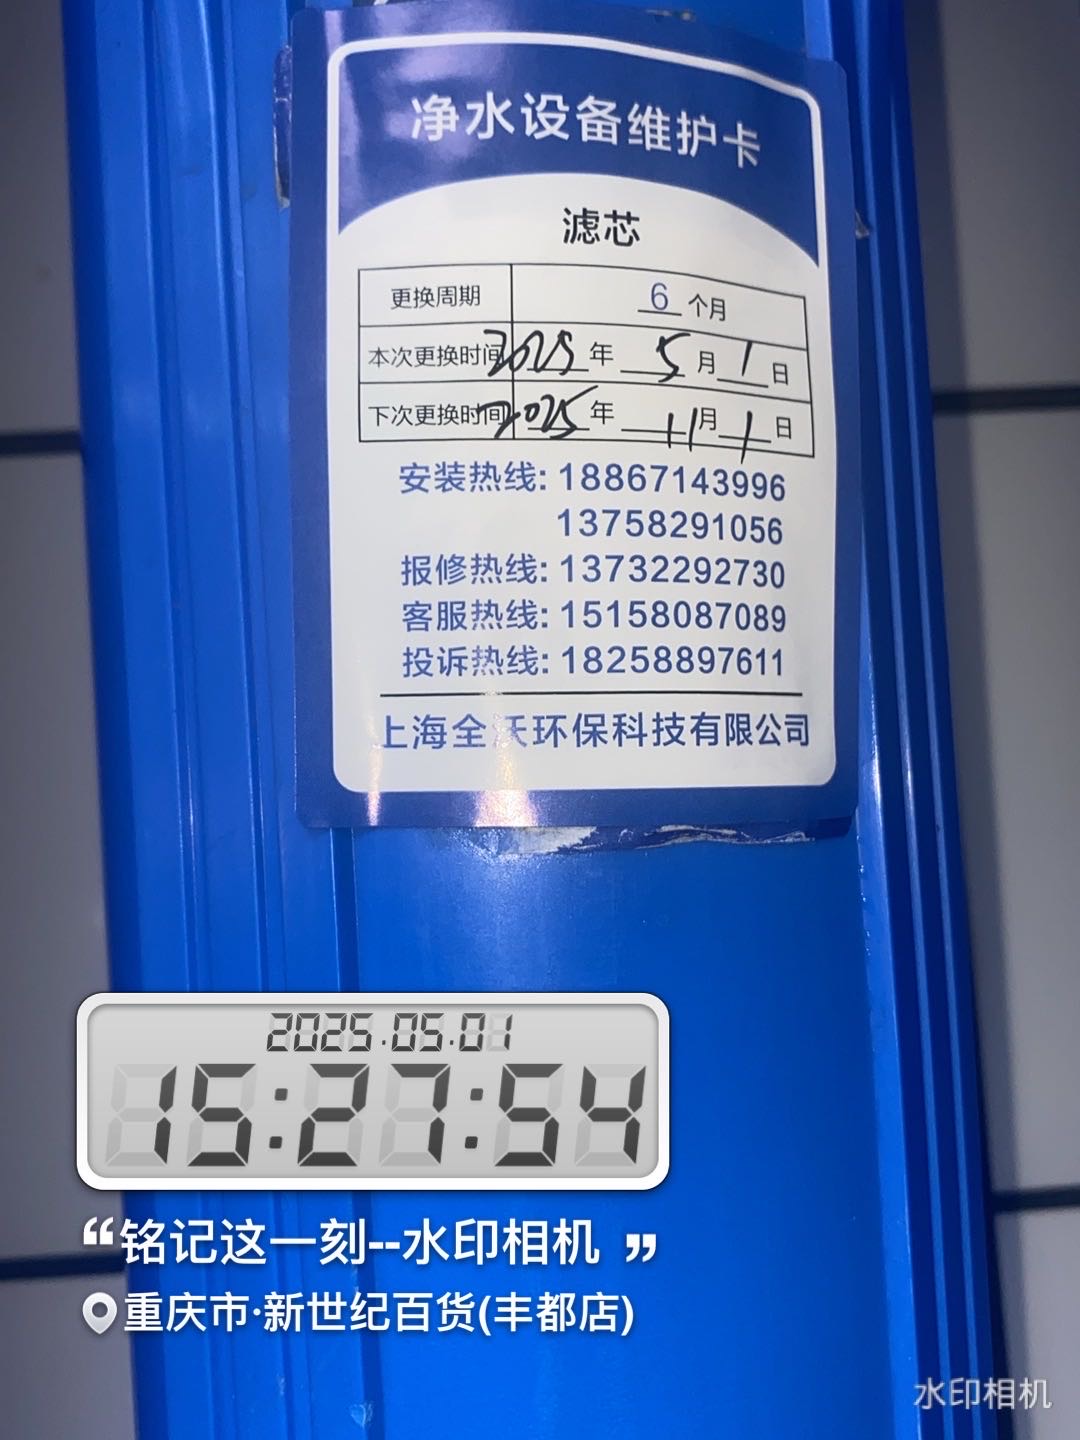 净水设备维护卡
滤芯
更换周期 6 个月
本次更换时间 2025 年 5 月 1 日
下次更换时间 2025 年 11 月 1 日
安装热线: 18867143996
13758291056
报修热线: 13732292730
客服热线: 15158087089
投诉热线: 18258897611
上海全沃环保科技有限公司
2025.05.01
15:27:54
“铭记这一刻--水印相机 ”
重庆市·新世纪百货(丰都店)
水印相机